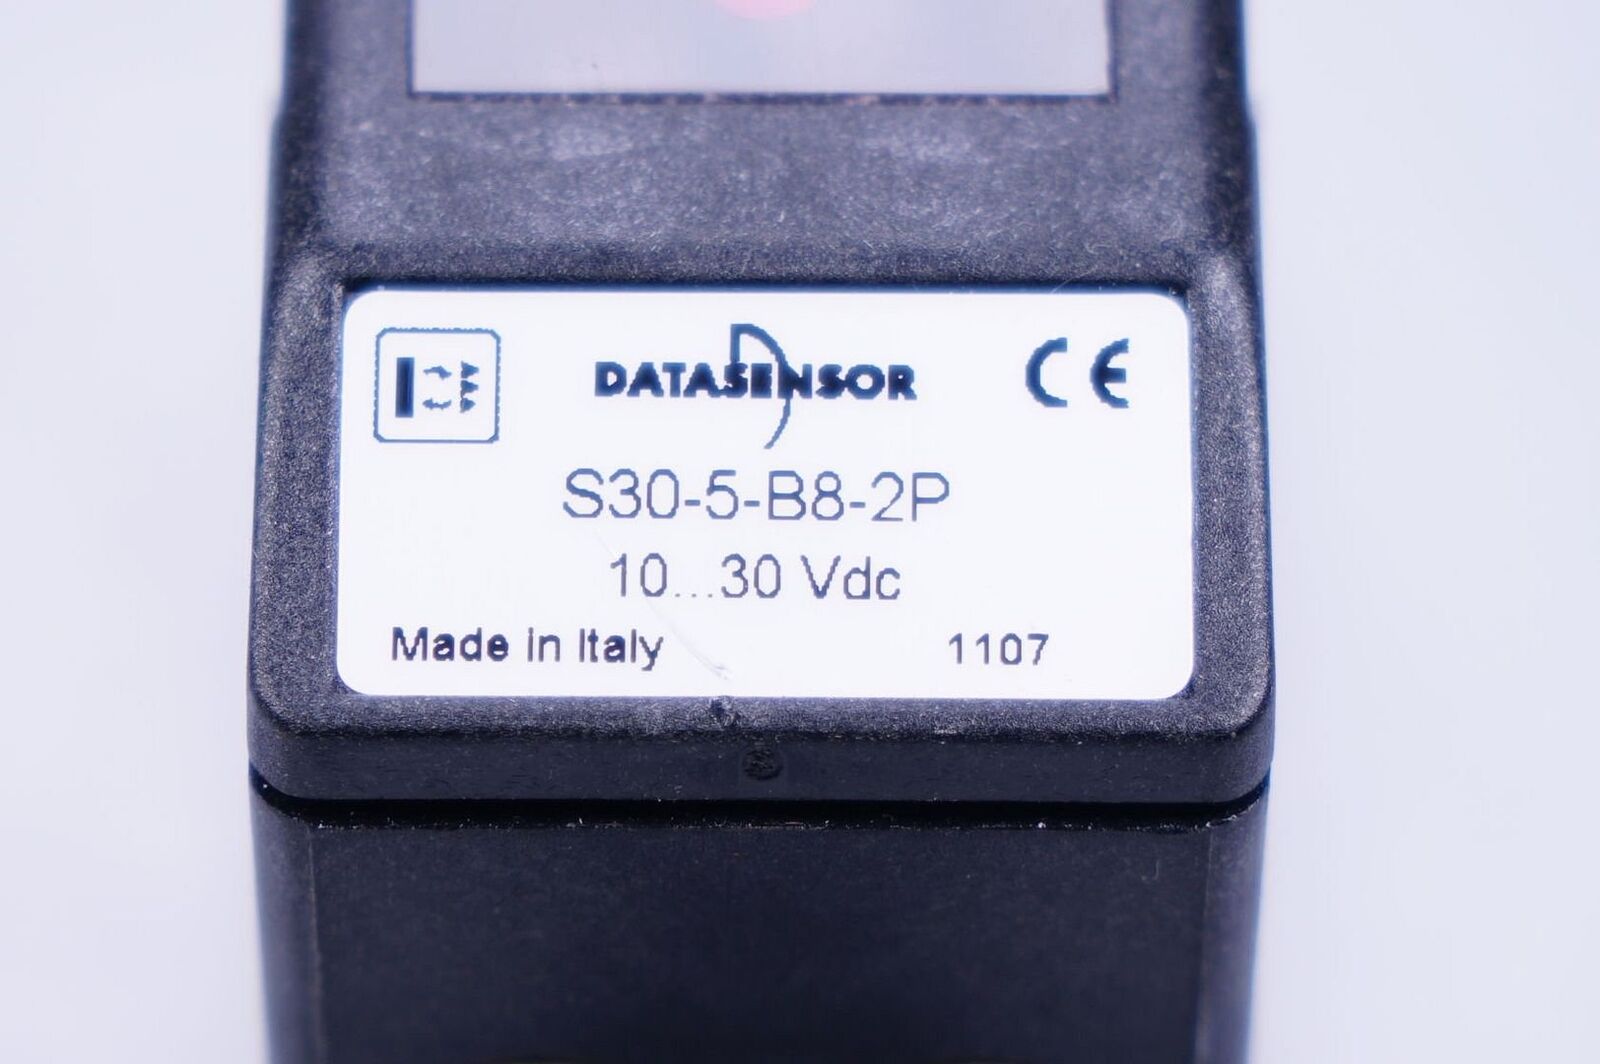 DATASENSOR CE
S30-5-B8-2P
10...30 Vdc
Made in Italy 1107